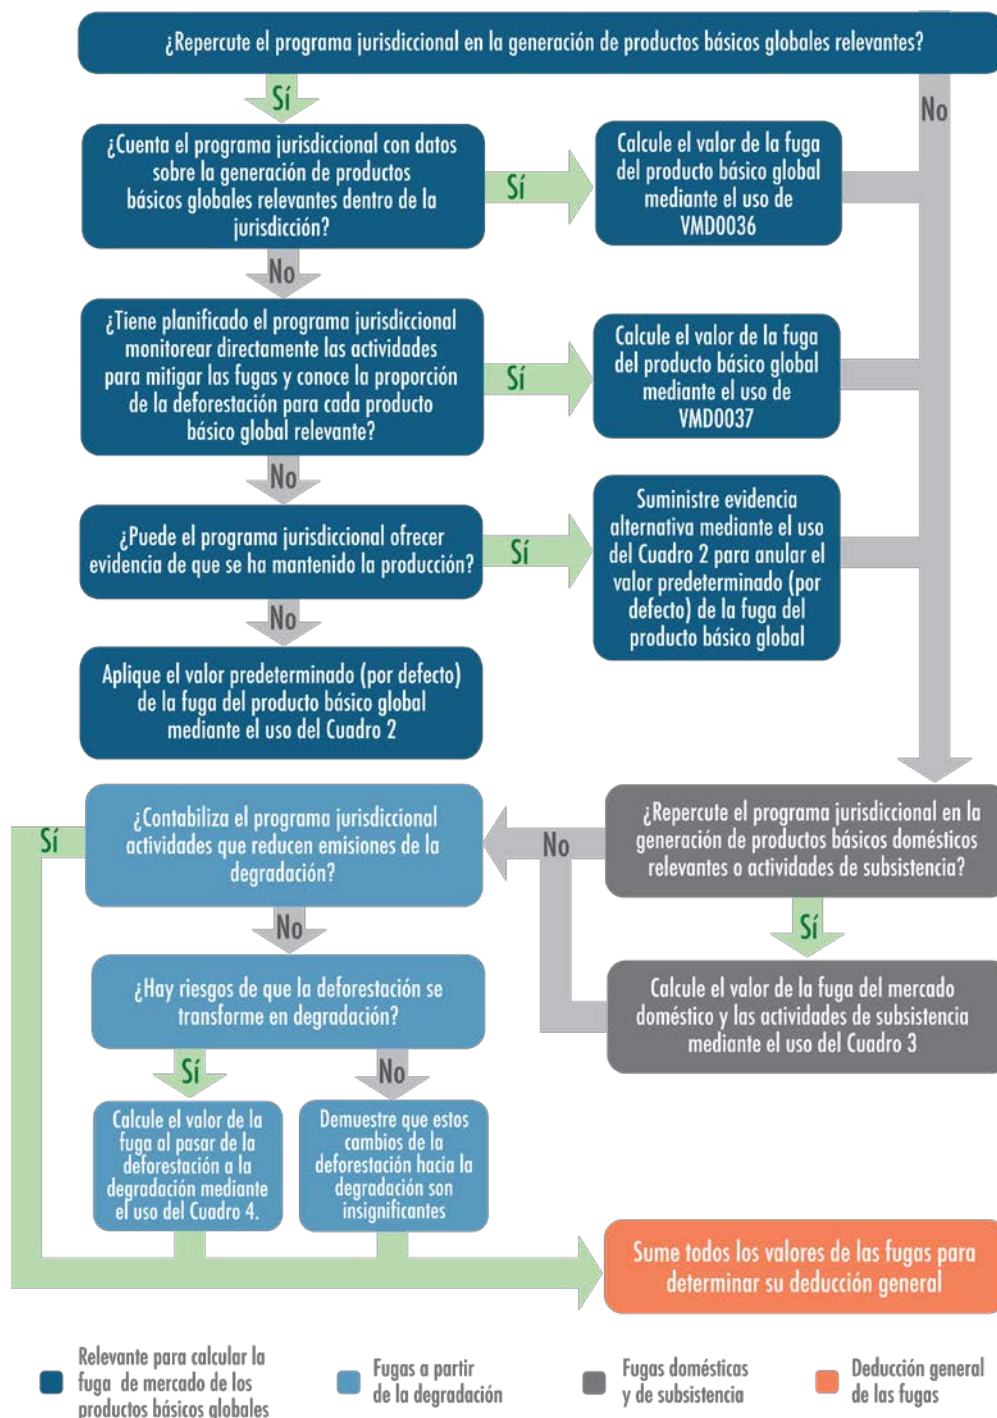 ¿Repercute el programa jurisdiccional en la generación de productos básicos globales relevantes?
Sí
No
¿Cuenta el programa jurisdiccional con datos
sobre la generación de productos
básicos globales relevantes dentro de la
jurisdicción?
Sí
Calcule el valor de la fuga
del producto básico global
mediante el uso de
VMD0036
No
¿Tiene planificado el programa jurisdiccional
monitorear directamente las actividades
para mitigar las fugas y conoce la proporción
de la deforestación para cada producto
básico global relevante?
Sí
Calcule el valor de la fuga
del producto básico global
mediante el uso de
VMD0037
No
¿Puede el programa jurisdiccional ofrecer
evidencia de que se ha mantenido la producción?
Sí
Suministre evidencia
alternativa mediante el uso
del Cuadro 2 para anular el
valor predeterminado (por
defecto) de la fuga del
producto básico global
No
Aplique el valor predeterminado (por defecto)
de la fuga del producto básico global
mediante el uso del Cuadro 2
¿Repercute el programa jurisdiccional en la
generación de productos básicos domésticos
relevantes o actividades de subsistencia?
No
Sí
Calcule el valor de la fuga del mercado
doméstico y las actividades de subsistencia
mediante el uso del Cuadro 3
¿Contabiliza el programa jurisdiccional
actividades que reducen emisiones de la
degradación?
Sí
No
¿Hay riesgos de que la deforestación se
transforme en degradación?
Sí
No
Calcule el valor de la
fuga al pasar de la
deforestación a la
degradación mediante
el uso del Cuadro 4.
Demuestre que estos
cambios de la
deforestación hacia la
degradación son
insignificantes
Sume todos los valores de las fugas para
determinar su deducción general
Relevante para calcular la
fuga de mercado de los
productos básicos globales
Fugas a partir
de la degradación
Fugas domésticas
y de subsistencia
Deducción general
de las fugas